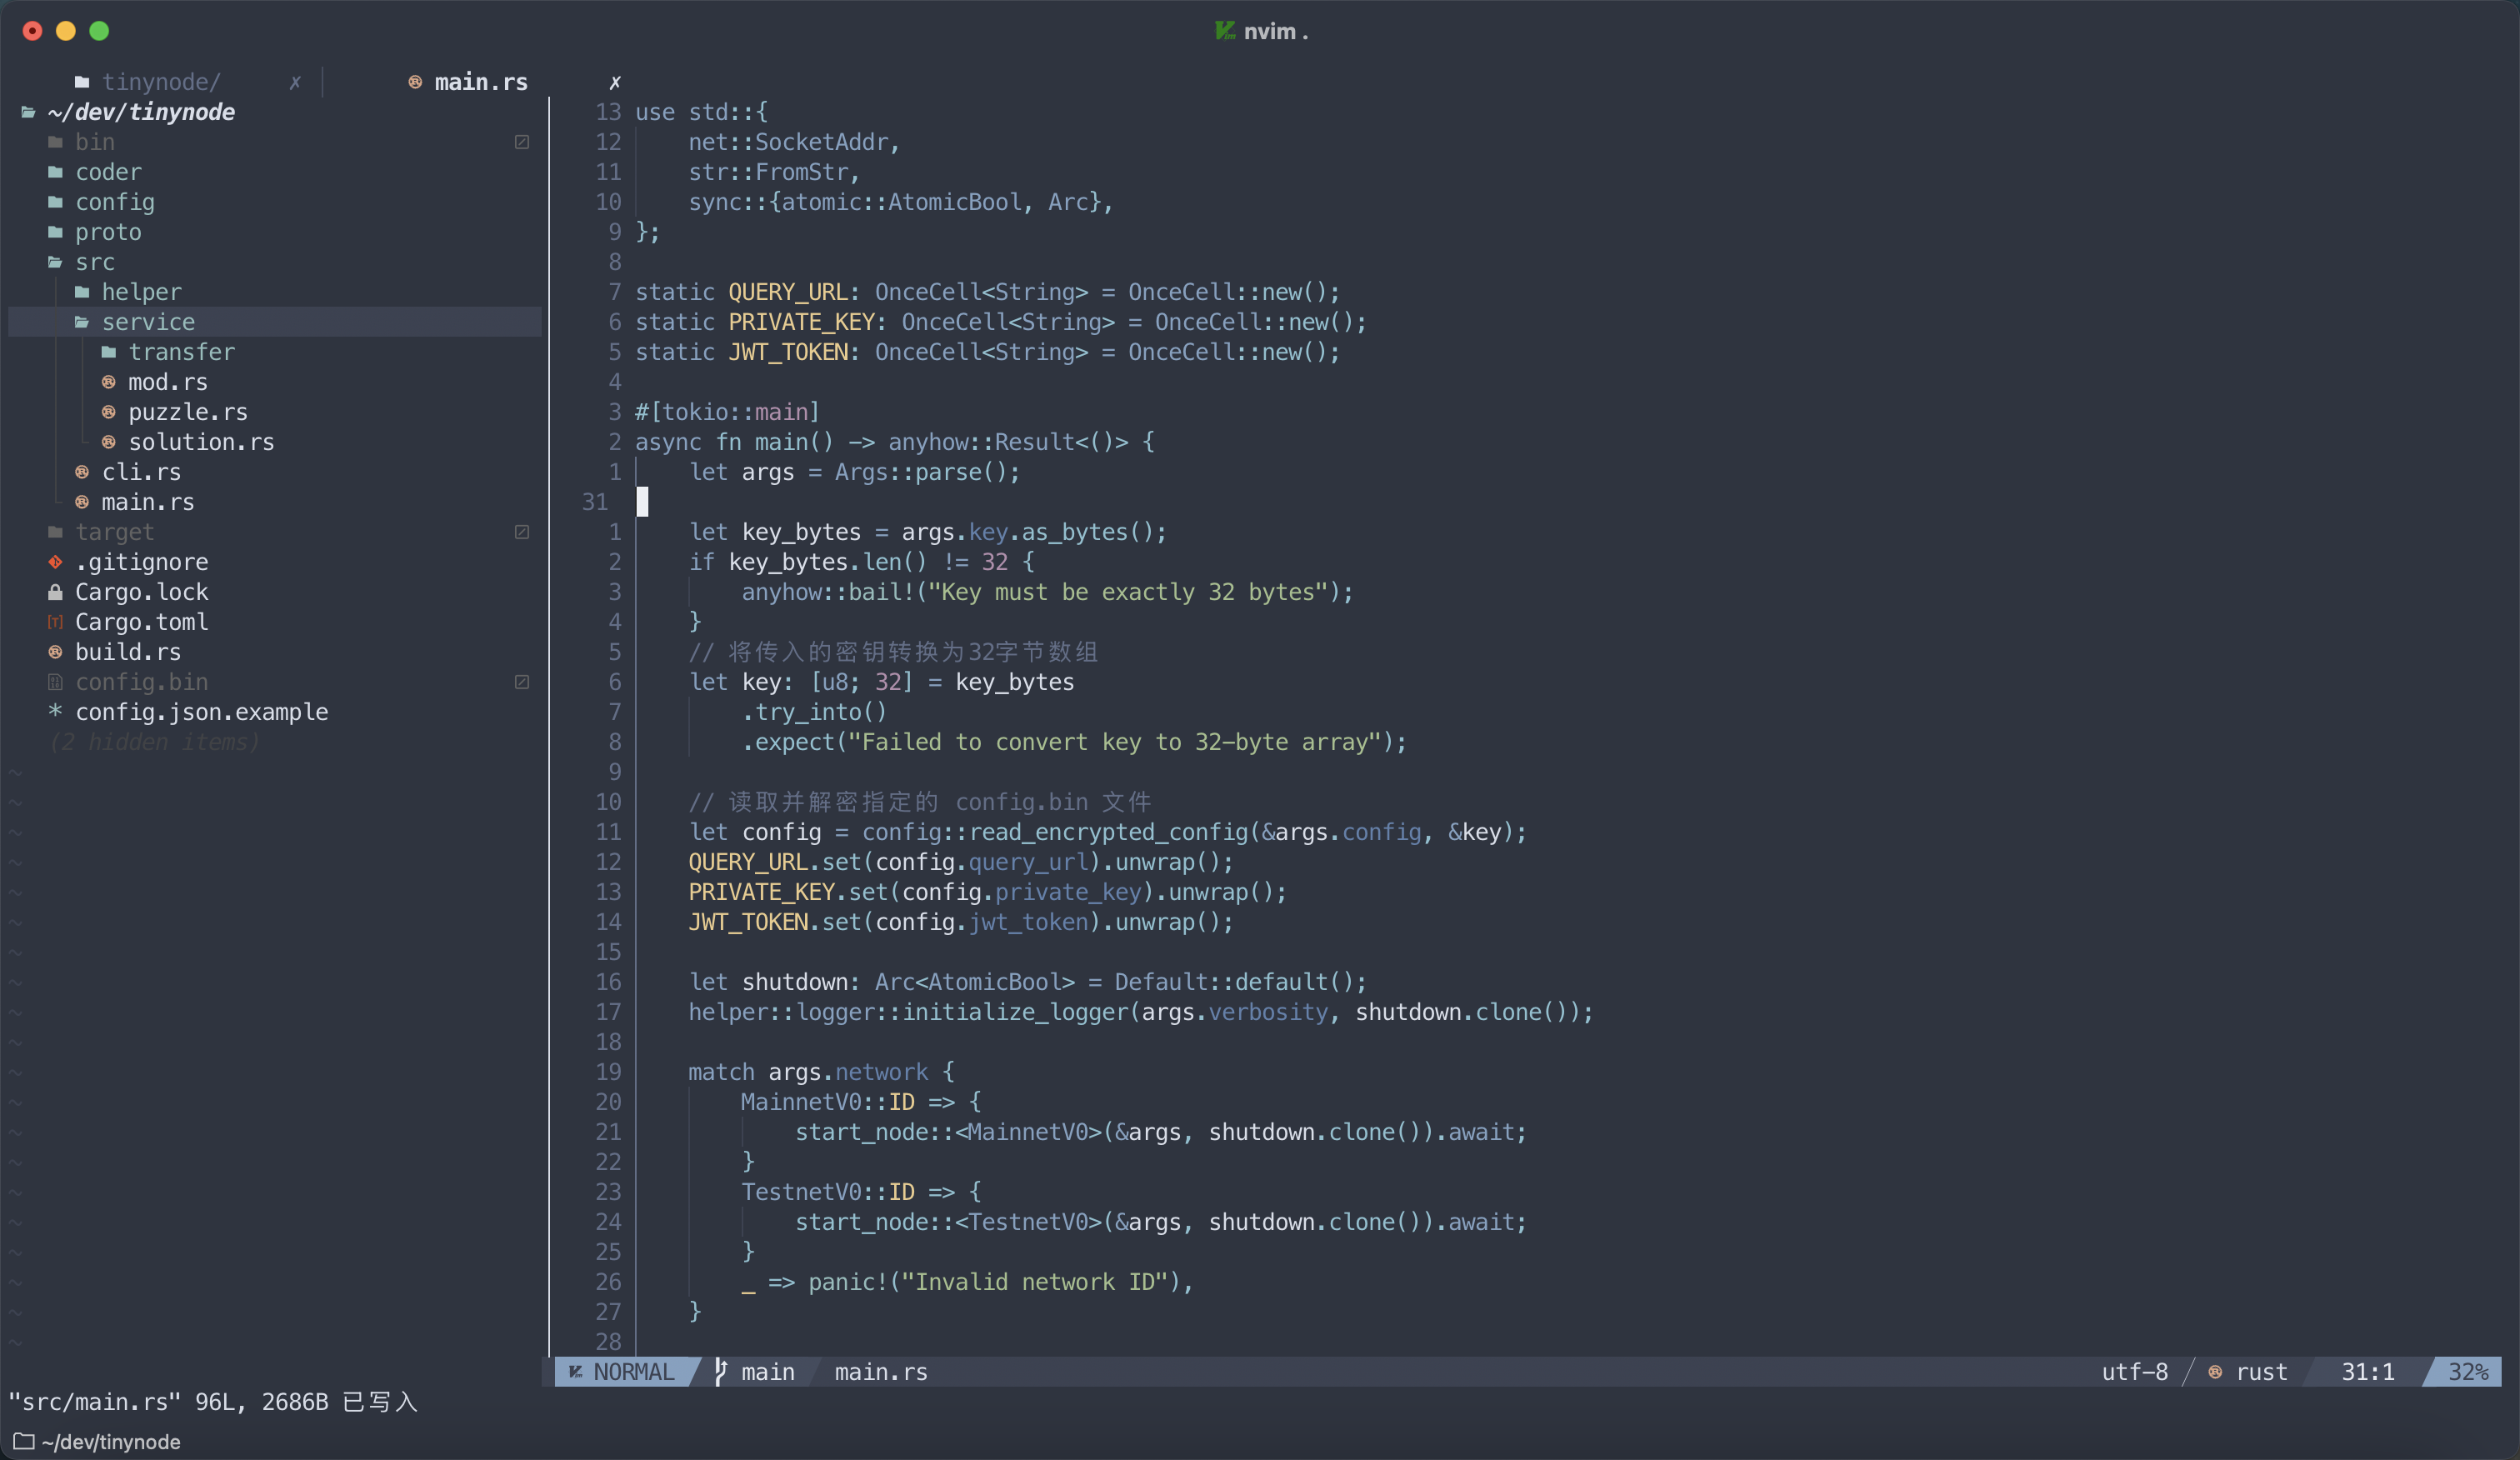 nvim .
tinynode/ ✗ main.rs ✗
~/dev/tinynode
bin
coder
config
proto
src
helper
service
transfer
mod.rs
puzzle.rs
solution.rs
cli.rs
main.rs
target
.gitignore
Cargo.lock
Cargo.toml
build.rs
config.bin
config.json.example
(2 hidden items)
13 use std::{
12     net::SocketAddr,
11     str::FromStr,
10     sync::{atomic::AtomicBool, Arc},
9 };
8
7 static QUERY_URL: OnceCell<String> = OnceCell::new();
6 static PRIVATE_KEY: OnceCell<String> = OnceCell::new();
5 static JWT_TOKEN: OnceCell<String> = OnceCell::new();
4
3 #[tokio::main]
2 async fn main() -> anyhow::Result<()> {
1     let args = Args::parse();
31
1     let key_bytes = args.key.as_bytes();
2     if key_bytes.len() != 32 {
3         anyhow::bail!("Key must be exactly 32 bytes");
4     }
5     // 将传入的密钥转换为32字节数组
6     let key: [u8; 32] = key_bytes
7         .try_into()
8         .expect("Failed to convert key to 32-byte array");
9
10     // 读取并解密指定的 config.bin 文件
11     let config = config::read_encrypted_config(&args.config, &key);
12     QUERY_URL.set(config.query_url).unwrap();
13     PRIVATE_KEY.set(config.private_key).unwrap();
14     JWT_TOKEN.set(config.jwt_token).unwrap();
15
16     let shutdown: Arc<AtomicBool> = Default::default();
17     helper::logger::initialize_logger(args.verbosity, shutdown.clone());
18
19     match args.network {
20         MainnetV0::ID => {
21             start_node::<MainnetV0>(&args, shutdown.clone()).await;
22         }
23         TestnetV0::ID => {
24             start_node::<TestnetV0>(&args, shutdown.clone()).await;
25         }
26         _ => panic!("Invalid network ID"),
27     }
28
NORMAL main main.rs utf-8 rust 31:1 32%
"src/main.rs" 96L, 2686B 已写入
~/dev/tinynode